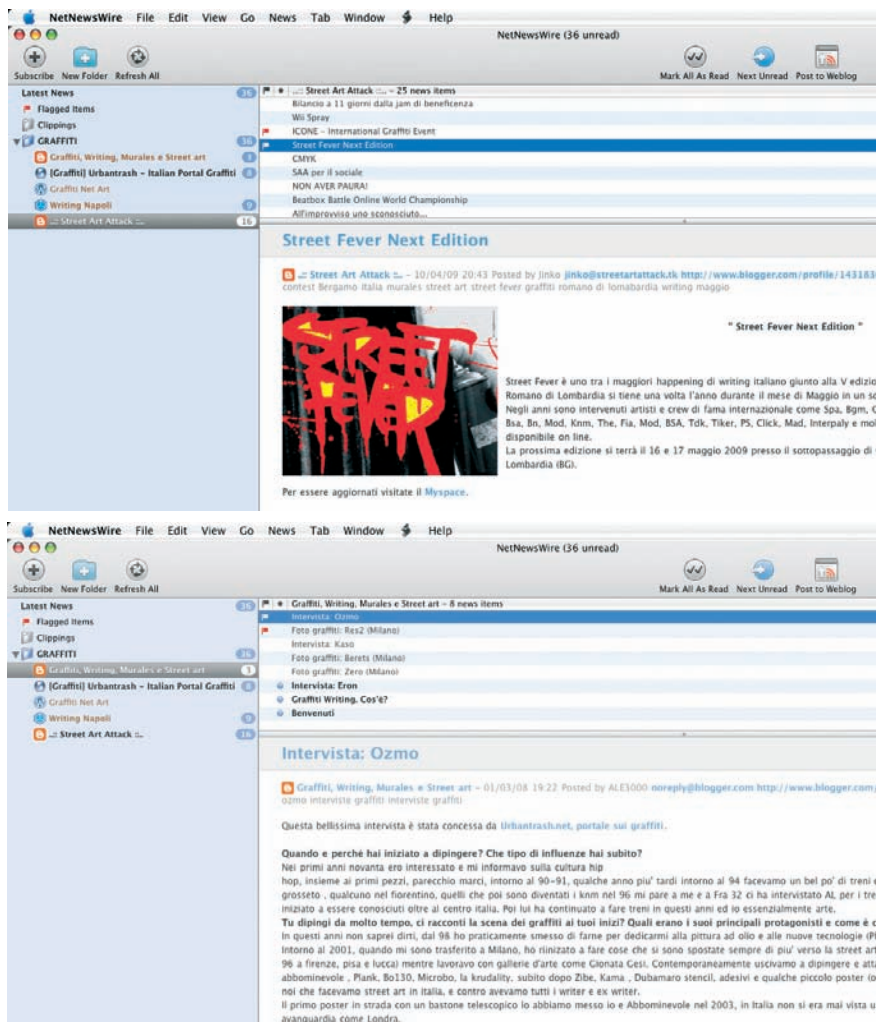 NetNewsWire File Edit View Go News Tab Window Help
NetNewsWire (36 unread)
Subscribe New Folder Refresh All Mark All As Read Next Unread Post to Weblog
Latest News 36
Flagged Items
Clippings
GRAFFITI 36
Graffiti, Writing, Murales e Street art 3
[Graffiti] Urbantrash – Italian Portal Graffiti 8
Graffiti Net Art
Writing Napoli 9
..:: Street Art Attack ::.. 16
..:: Street Art Attack ::.. – 25 news items
Bilancio a 11 giorni dalla jam di beneficenza
Wii Spray
ICONE – International Graffiti Event
Street Fever Next Edition
CMYK
SAA per il sociale
NON AVER PAURA!
Beatbox Battle Online World Championship
All'improvviso uno sconosciuto...
Street Fever Next Edition
..:: Street Art Attack ::.. – 10/04/09 20:43 Posted by Jinko jinko@streetartattack.tk http://www.blogger.com/profile/143183
contest Bergamo italia murales street art street fever graffiti romano di lomabardia writing maggio
STREET
FEVER
" Street Fever Next Edition "
Street Fever è uno tra i maggiori happening di writing italiano giunto alla V edizio
Romano di Lombardia si tiene una volta l'anno durante il mese di Maggio in un so
Negli anni sono intervenuti artisti e crew di fama internazionale come Spa, Bgm,
Bsa, Bn, Mod, Knm, The, Fia, Mod, BSA, Tdk, Tiker, PS, Click, Mad, Interpaly e mol
disponibile on line.
La prossima edizione si terrà il 16 e 17 maggio 2009 presso il sottopassaggio di
Lombardia (BG).
Per essere aggiornati visitate il Myspace.
NetNewsWire File Edit View Go News Tab Window Help
NetNewsWire (36 unread)
Subscribe New Folder Refresh All Mark All As Read Next Unread Post to Weblog
Latest News 36
Flagged Items
Clippings
GRAFFITI 36
Graffiti, Writing, Murales e Street art 3
[Graffiti] Urbantrash – Italian Portal Graffiti 8
Graffiti Net Art
Writing Napoli 9
..:: Street Art Attack ::.. 16
Graffiti, Writing, Murales e Street art – 8 news items
Intervista: Ozmo
Foto graffiti: Res2 (Milano)
Intervista: Kaso
Foto graffiti: Berets (Milano)
Foto graffiti: Zero (Milano)
Intervista: Eron
Graffiti Writing. Cos'è?
Benvenuti
Intervista: Ozmo
Graffiti, Writing, Murales e Street art – 01/03/08 19:22 Posted by ALE3000 noreply@blogger.com http://www.blogger.com/
ozmo interviste graffiti interviste graffiti
Questa bellissima intervista è stata concessa da Urbantrash.net, portale sui graffiti.
Quando e perchè hai iniziato a dipingere? Che tipo di influenze hai subito?
Nei primi anni novanta ero interessato e mi informavo sulla cultura hip
hop, insieme ai primi pezzi, parecchio marci, intorno al 90-91, qualche anno piu' tardi intorno al 94 facevamo un bel po' di treni e
grosseto , qualcuno nel fiorentino, quelli che poi sono diventati i knm nel 96 mi pare a me e a Fra 32 ci ha intervistato AL per i tre
iniziato a essere conosciuti oltre al centro italia. Poi lui ha continuato a fare treni in questi anni ed io essenzialmente arte.
Tu dipingi da molto tempo, ci racconti la scena dei graffiti ai tuoi inizi? Quali erano i suoi principali protagonisti e come è c
In questi anni non saprei dirti, dal 98 ho praticamente smesso di farne per dedicarmi alla pittura ad olio e alle nuove tecnologie (Ph
Intorno al 2001, quando mi sono trasferito a Milano, ho riinizato a fare cose che si sono spostate sempre di piu' verso la street art
96 a firenze, pisa e lucca) mentre lavoravo con gallerie d'arte come Gionata Gesi. Contemporaneamente uscivamo a dipingere e atta
abbominevole , Plank, Bo130, Microbo, la krudality, subito dopo Zibe, Kama , Dubamaro stencil, adesivi e qualche piccolo poster (o
noi che facevamo street art in italia, e contro avevamo tutti i writer e ex writer.
Il primo poster in strada con un bastone telescopico lo abbiamo messo io e Abbominevole nel 2003, in Italia non si era mai vista u
avanguardia come Londra.